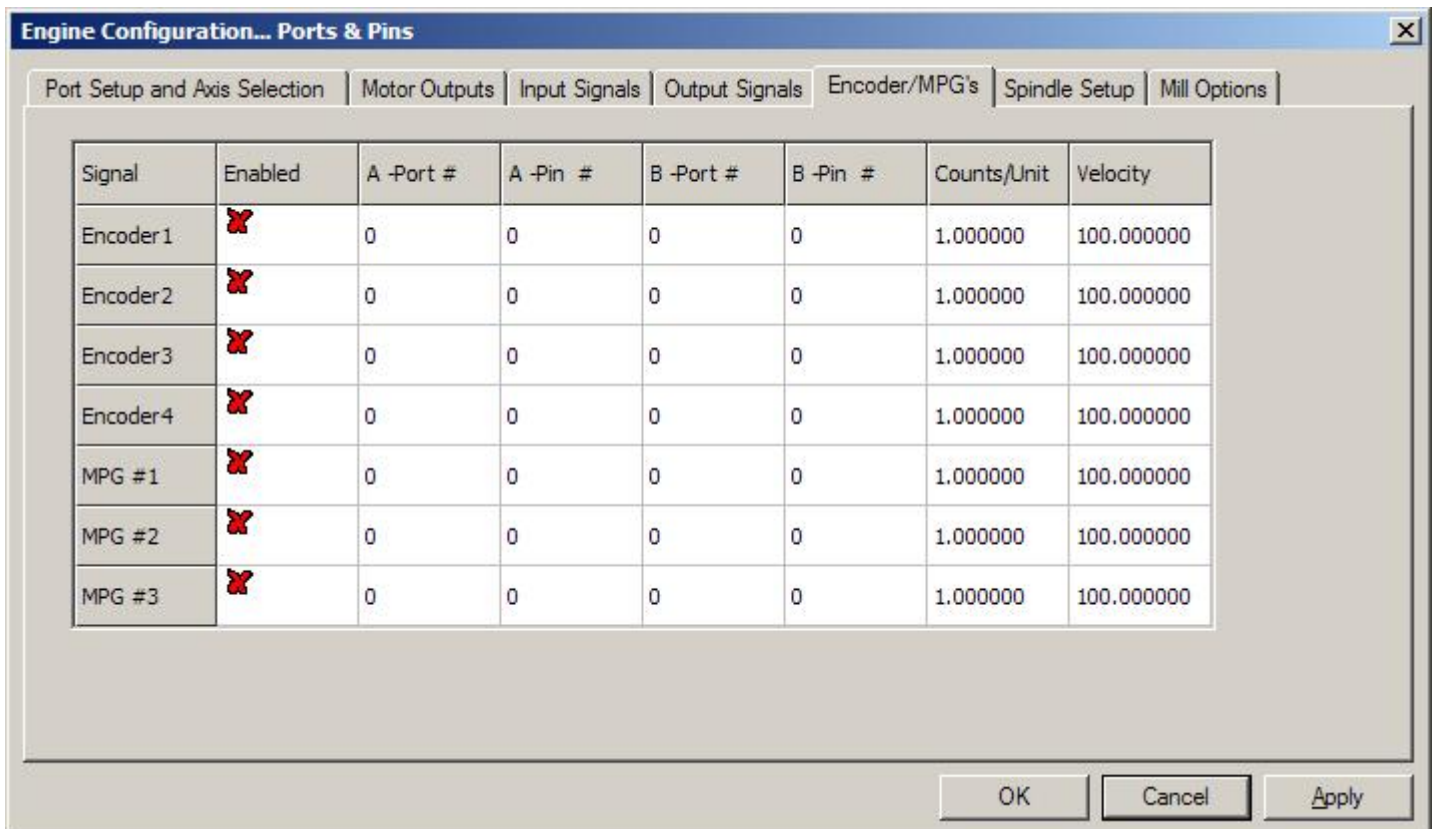 Engine Configuration... Ports & Pins
Port Setup and Axis Selection Motor Outputs Input Signals Output Signals Encoder/MPG's Spindle Setup Mill Options
Signal Enabled A -Port # A -Pin # B -Port # B -Pin # Counts/Unit Velocity
Encoder1 0 0 0 0 1.000000 100.000000
Encoder2 0 0 0 0 1.000000 100.000000
Encoder3 0 0 0 0 1.000000 100.000000
Encoder4 0 0 0 0 1.000000 100.000000
MPG #1 0 0 0 0 1.000000 100.000000
MPG #2 0 0 0 0 1.000000 100.000000
MPG #3 0 0 0 0 1.000000 100.000000
OK Cancel Apply